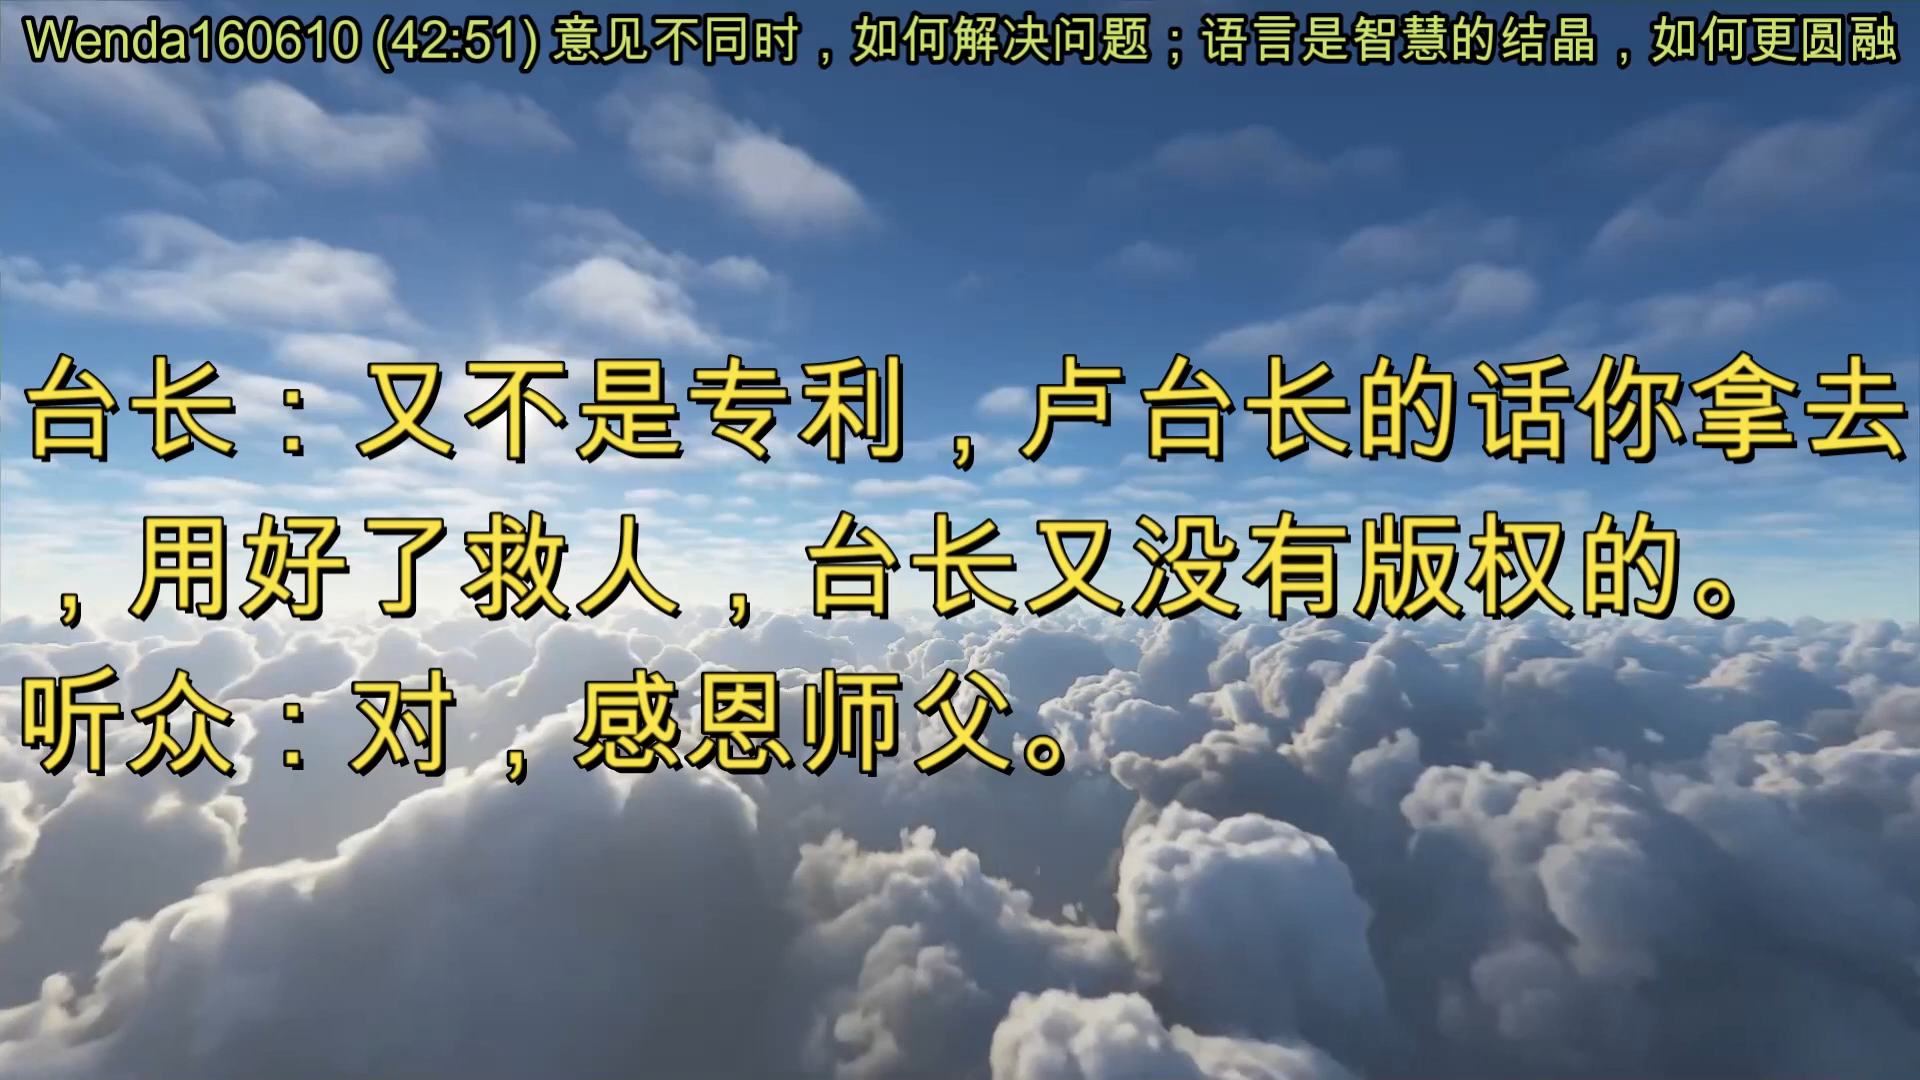 Wenda160610 (42:51) 意见不同时，如何解决问题；语言是智慧的结晶，如何更圆融
台长：又不是专利，卢台长的话你拿去
，用好了救人，台长又没有版权的。
听众：对，感恩师父。